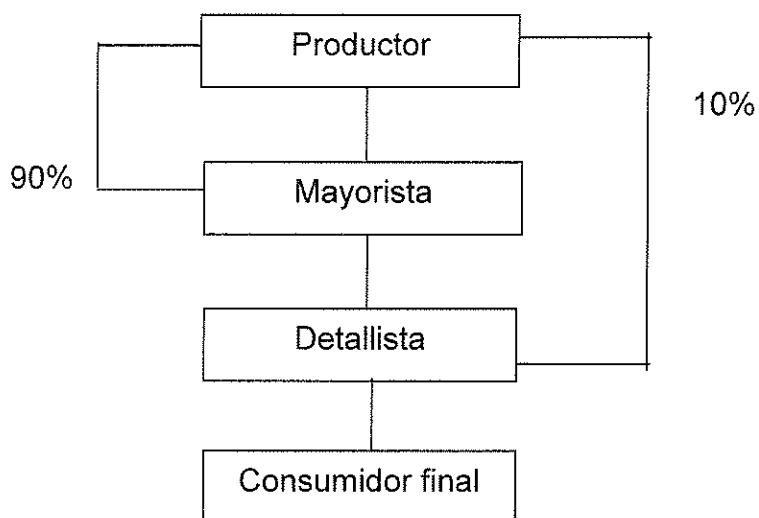 Productor
10%
90%
Mayorista
Detallista
Consumidor final